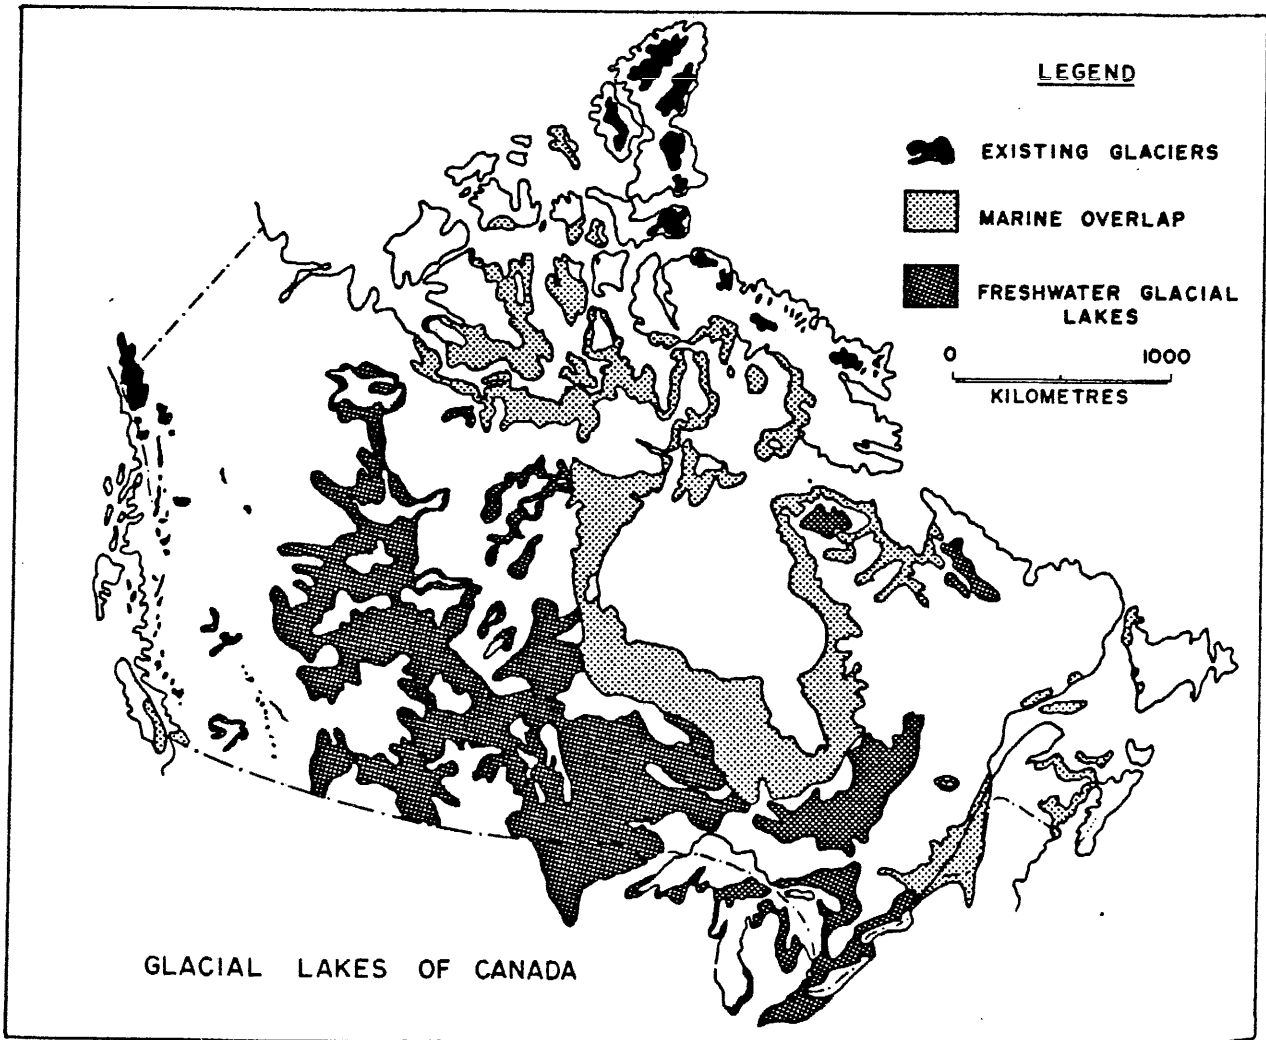 LEGEND
EXISTING GLACIERS
MARINE OVERLAP
FRESHWATER GLACIAL
LAKES
0 1000
KILOMETRES
GLACIAL LAKES OF CANADA